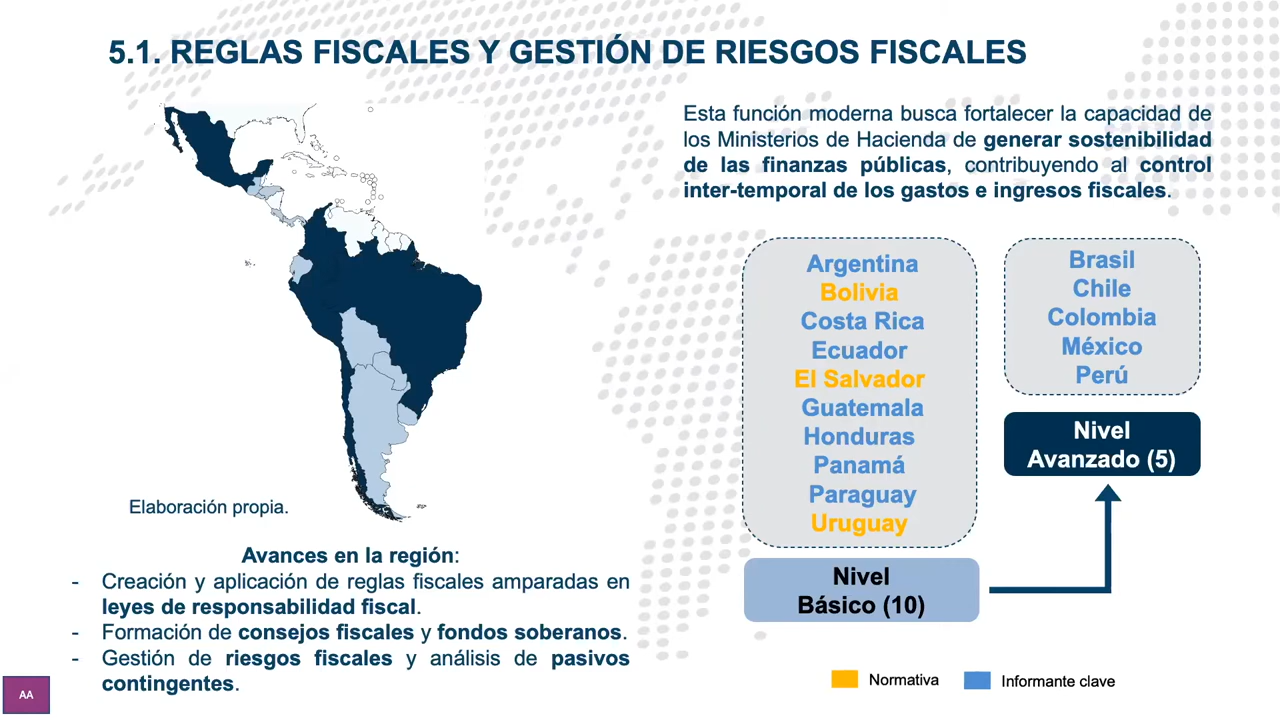 5.1. REGLAS FISCALES Y GESTIÓN DE RIESGOS FISCALES
Esta función moderna busca fortalecer la capacidad de
los Ministerios de Hacienda de generar sostenibilidad
de las finanzas públicas, contribuyendo al control
inter-temporal de los gastos e ingresos fiscales.
Argentina
Bolivia
Costa Rica
Ecuador
El Salvador
Guatemala
Honduras
Panamá
Paraguay
Uruguay
Nivel
Básico (10)
Brasil
Chile
Colombia
México
Perú
Nivel
Avanzado (5)
Elaboración propia.
Avances en la región:
- Creación y aplicación de reglas fiscales amparadas en
leyes de responsabilidad fiscal.
- Formación de consejos fiscales y fondos soberanos.
- Gestión de riesgos fiscales y análisis de pasivos
contingentes.
Normativa
Informante clave
AA